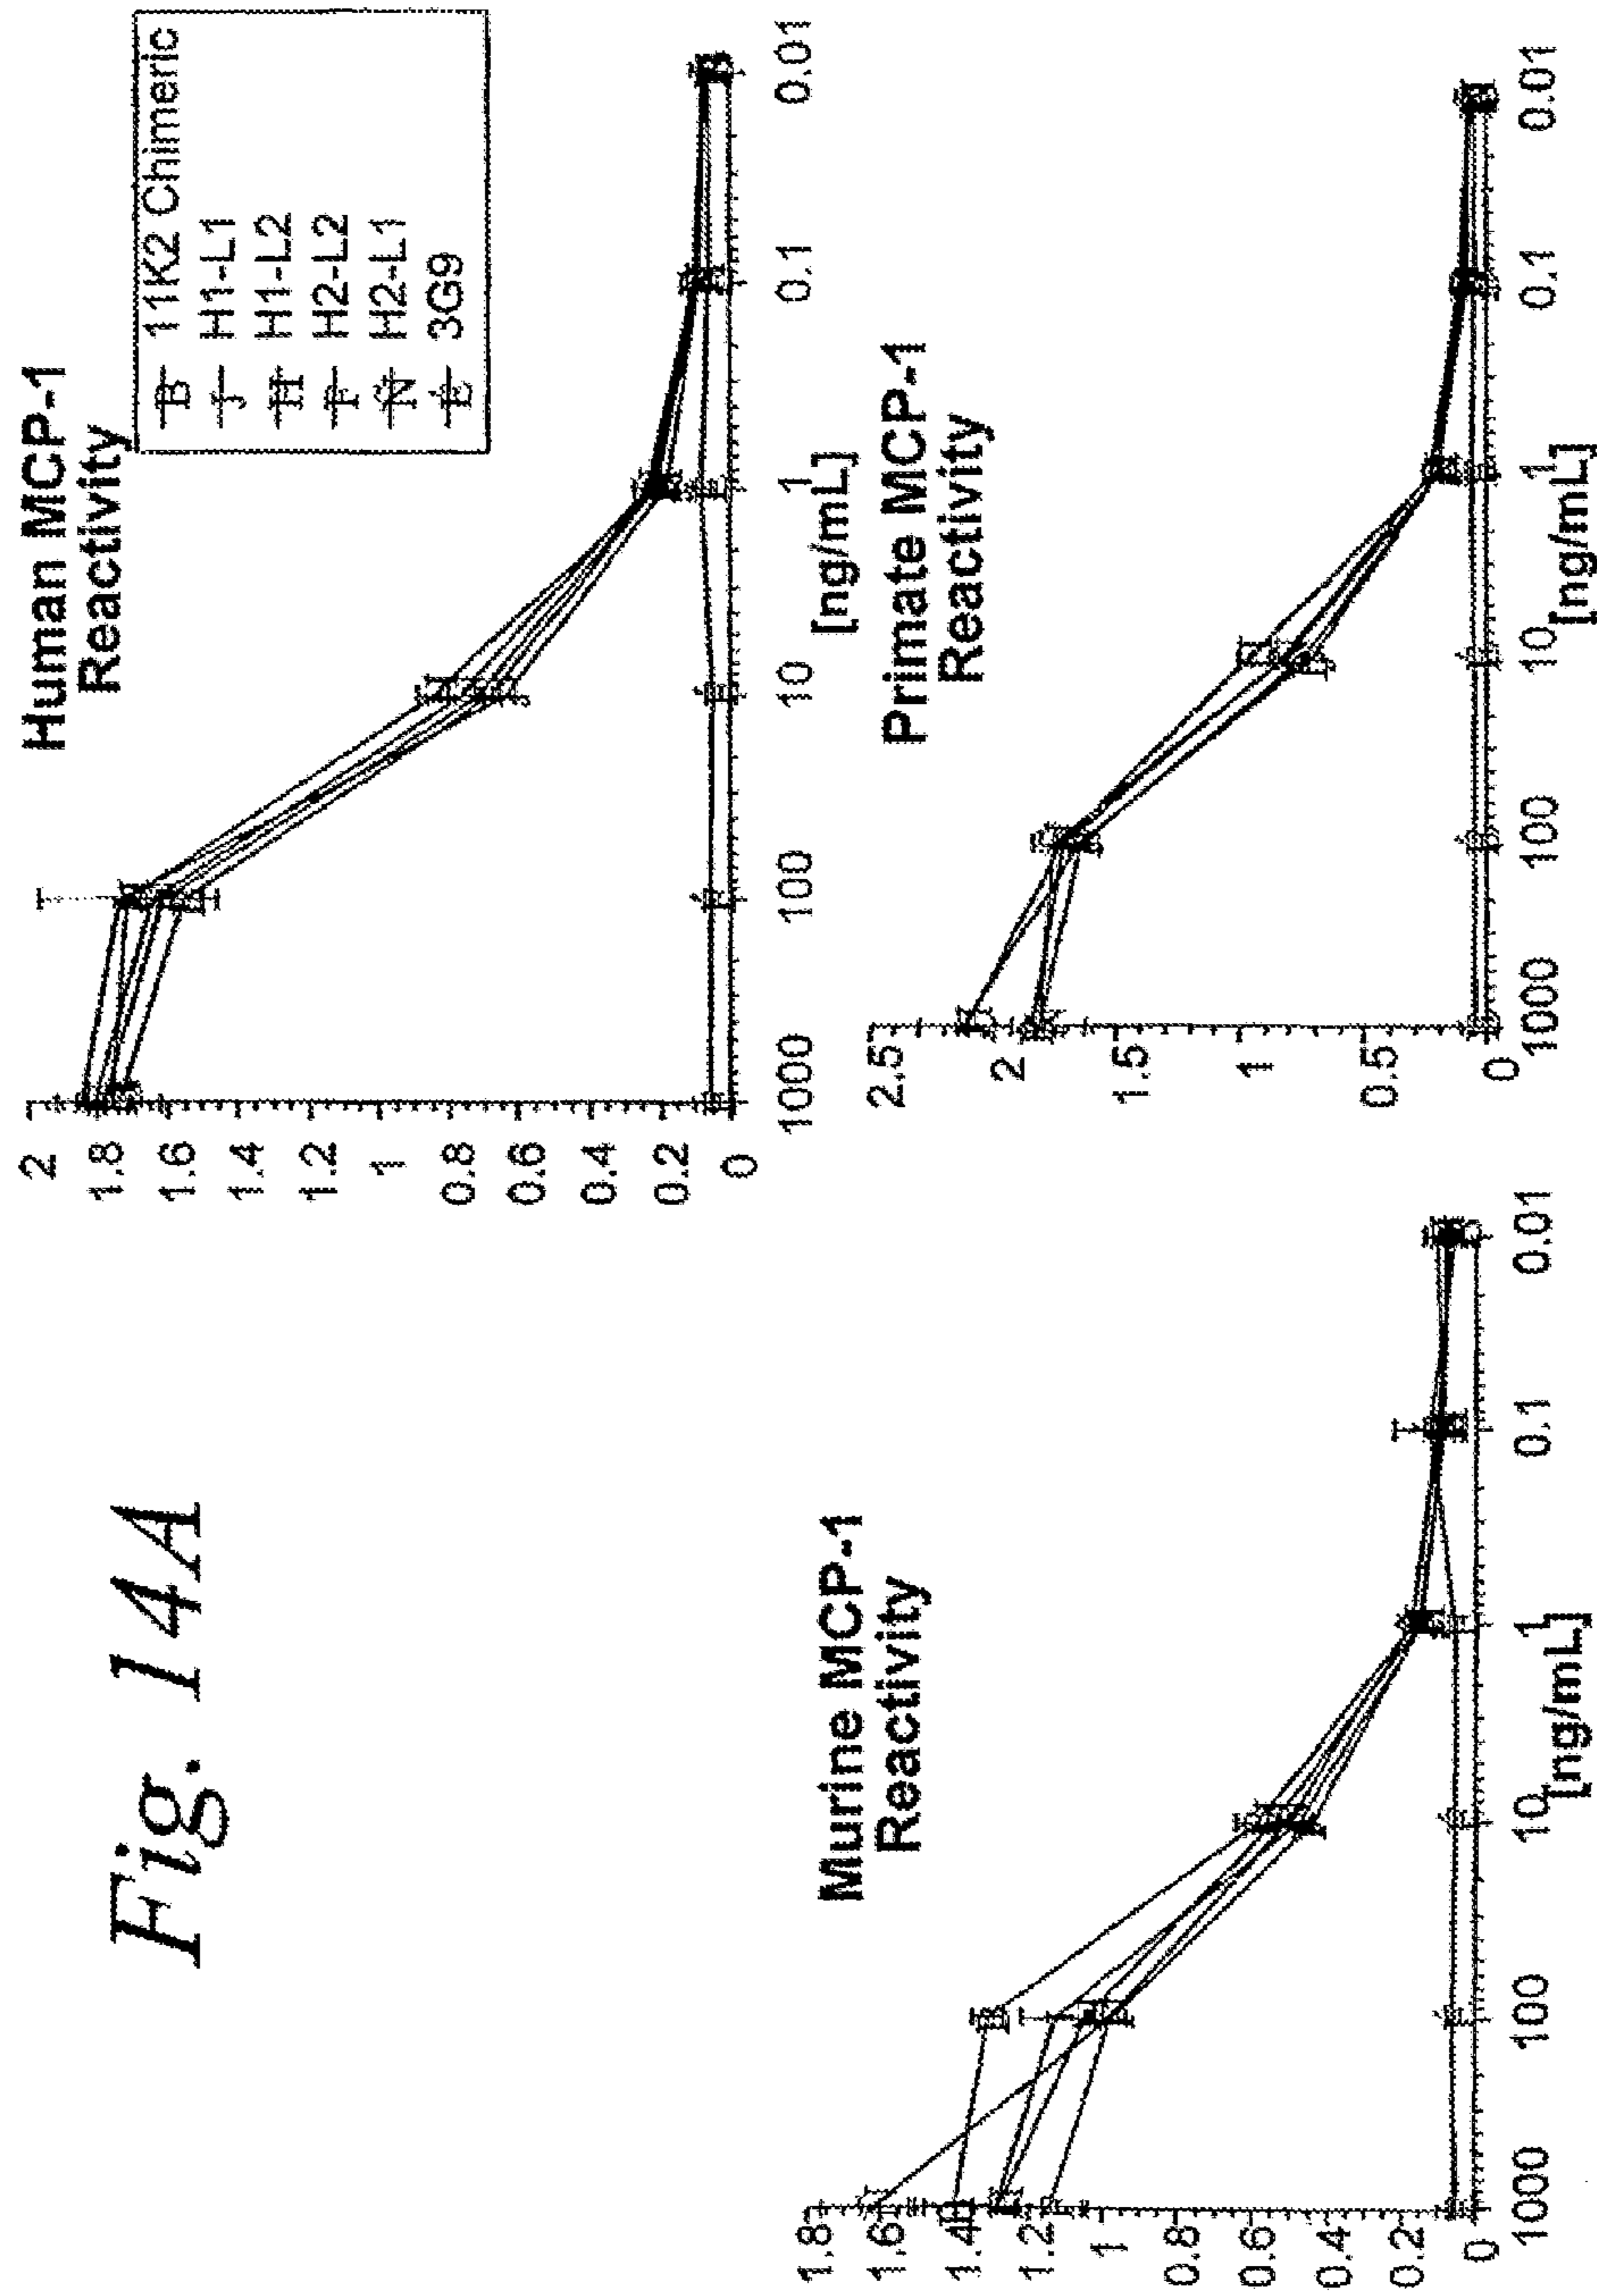 Fig. 14A
Human MCP-1
Reactivity
B 11K2 Chimeric
J H1-L1
H H1-L2
F H2-L2
Ñ H2-L1
É 3G9
2
1.8
1.6
1.4
1.2
1
0.8
0.6
0.4
0.2
0
1000 100 10 1 0.1 0.01
[ng/mL]
Murine MCP-1
Reactivity
1.8
1.6
1.4
1.2
1
0.8
0.6
0.4
0.2
0
1000 100 10 1 0.1 0.01
[ng/mL]
Primate MCP-1
Reactivity
2.5
2
1.5
1
0.5
0
1000 100 10 1 0.1 0.01
[ng/mL]